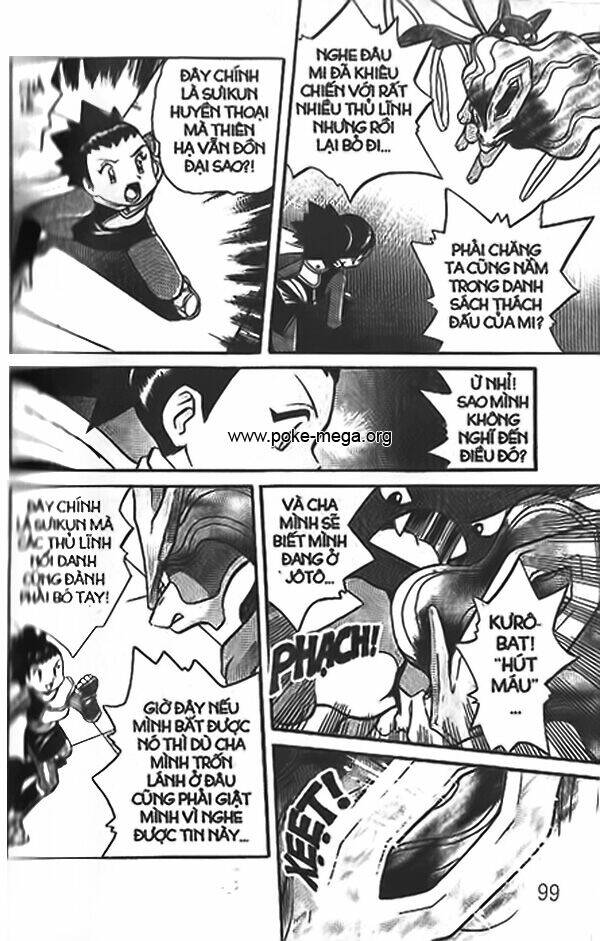 ĐÂY CHÍNH
LÀ SƯIKUN
HUYỀN THOẠI
MÀ THIÊN
HẠ VẪN ĐỒN
ĐẠI SAO?!
NGHE ĐÂU
MI ĐÃ KHIÊU
CHIẾN VỚI RẤT
NHIỀU THỦ LĨNH
NHƯNG RỒI
LẠI BỎ ĐI...
PHẢI CHĂNG
TA CŨNG NẰM
TRONG DANH
SÁCH THÁCH
ĐẤU CỦA MI?
Ừ NHỈ!
SAO MÌNH
KHÔNG
NGHĨ ĐẾN
ĐIỀU ĐÓ?
www.poke-mega.org
ĐÂY CHÍNH
LÀ SƯIKUN MÀ
CÁC THỦ LĨNH
NỔI DANH
CŨNG ĐÀNH
PHẢI BÓ TAY!
GIỜ ĐÂY NẾU
MÌNH BẮT ĐƯỢC
NÓ THÌ DÙ CHA
MÌNH TRỐN
LÁNH Ở ĐÂU
CŨNG PHẢI GIẬT
MÌNH VÌ NGHE
ĐƯỢC TIN NÀY...
VÀ CHA
MÌNH SẼ
BIẾT MÌNH
ĐANG Ở
JÔTÔ...
PHẠCH!
KƯRÔ-
BAT!
"HÚT
MÁU"
...
XẸẸT!
99